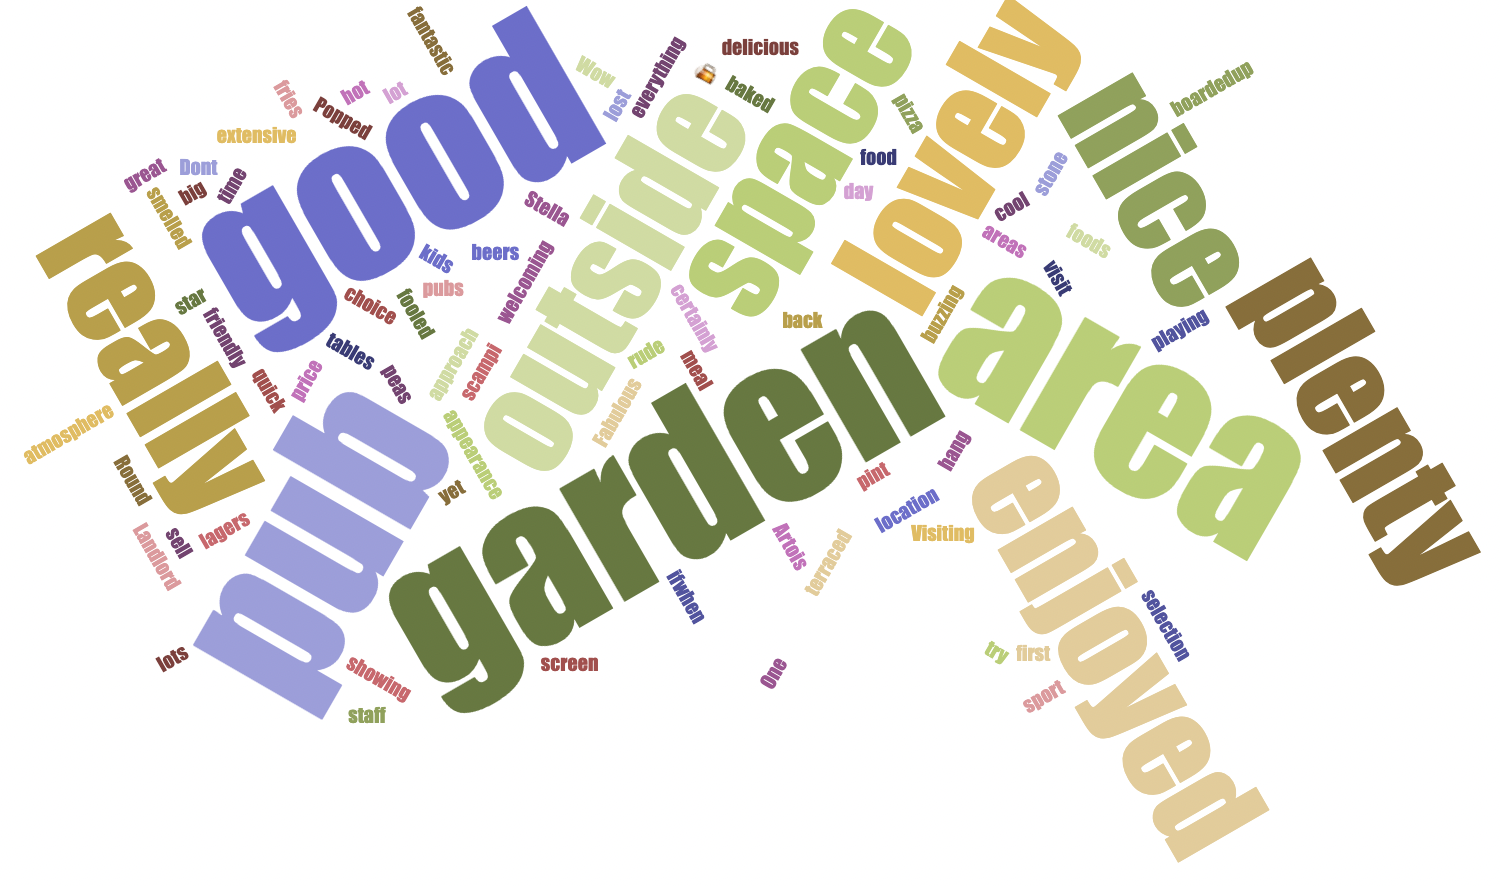 fantastic
good
Wow
lost
everything
delicious
baked
space
lovely
nice
boardedup
fries
hot
lot
Popped
extensive
great
Dont
big
time
smelled
outside
pizza
food
day
stone
cool
areas
foods
visit
really
star
friendly
kids
beers
Stella
welcoming
pubs
choice
fooled
tables
peas
price
quick
approach
scampi
certainly
rude
meal
back
buzzing
area
playing
plenty
atmosphere
Round
pub
appearance
yet
Fabulous
garden
pint
hang
location
Visiting
enjoyed
Landlord
sell
lagers
Artois
terraced
ifwhen
selection
lots
showing
staff
screen
One
try
first
sport